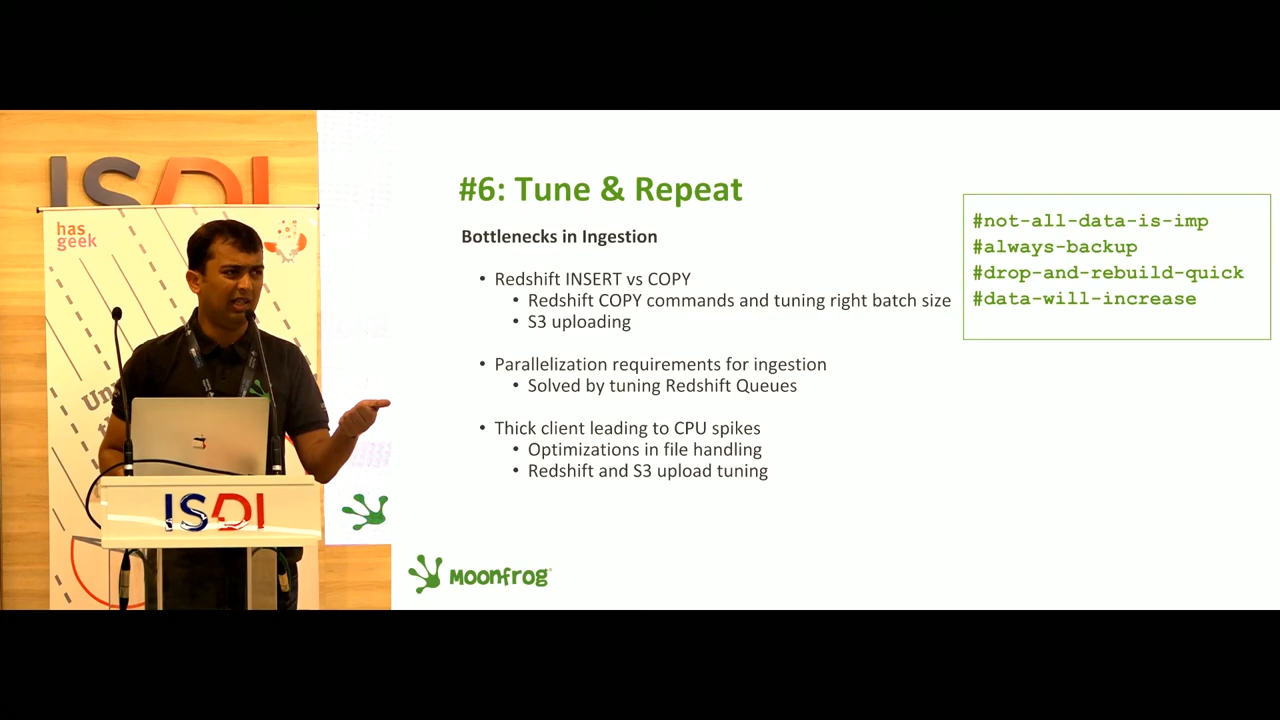 ISDI
has
geek
ISDI
#6: Tune & Repeat
Bottlenecks in Ingestion
• Redshift INSERT vs COPY
• Redshift COPY commands and tuning right batch size
• S3 uploading
• Parallelization requirements for ingestion
• Solved by tuning Redshift Queues
• Thick client leading to CPU spikes
• Optimizations in file handling
• Redshift and S3 upload tuning
#not-all-data-is-imp
#always-backup
#drop-and-rebuild-quick
#data-will-increase
Moonfrog